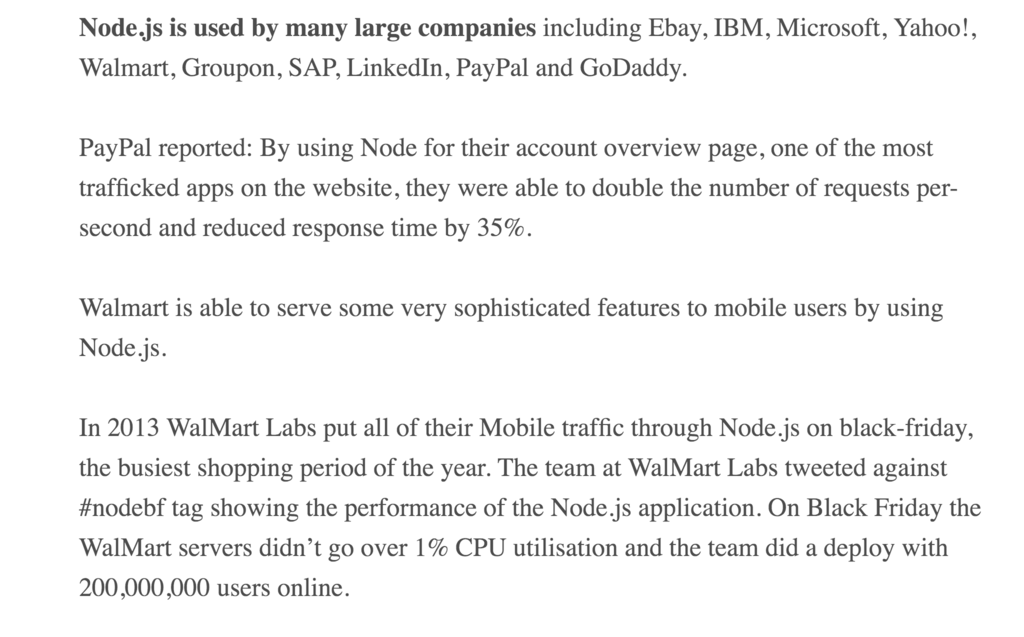 Node.js is used by many large companies including Ebay, IBM, Microsoft, Yahoo!,
Walmart, Groupon, SAP, LinkedIn, PayPal and GoDaddy.
PayPal reported: By using Node for their account overview page, one of the most
trafficked apps on the website, they were able to double the number of requests per-
second and reduced response time by 35%.
Walmart is able to serve some very sophisticated features to mobile users by using
Node.js.
In 2013 WalMart Labs put all of their Mobile traffic through Node.js on black-friday,
the busiest shopping period of the year. The team at WalMart Labs tweeted against
#nodebf tag showing the performance of the Node.js application. On Black Friday the
WalMart servers didn’t go over 1% CPU utilisation and the team did a deploy with
200,000,000 users online.